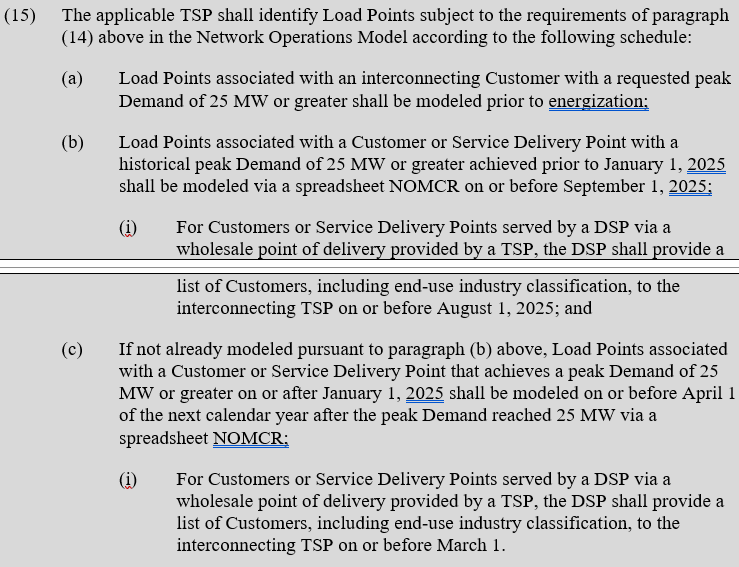 (15) The applicable TSP shall identify Load Points subject to the requirements of paragraph
(14) above in the Network Operations Model according to the following schedule:
(a) Load Points associated with an interconnecting Customer with a requested peak
Demand of 25 MW or greater shall be modeled prior to energization;
(b) Load Points associated with a Customer or Service Delivery Point with a
historical peak Demand of 25 MW or greater achieved prior to January 1, 2025
shall be modeled via a spreadsheet NOMCR on or before September 1, 2025;
(i) For Customers or Service Delivery Points served by a DSP via a
wholesale point of delivery provided by a TSP, the DSP shall provide a
list of Customers, including end-use industry classification, to the
interconnecting TSP on or before August 1, 2025; and
(c) If not already modeled pursuant to paragraph (b) above, Load Points associated
with a Customer or Service Delivery Point that achieves a peak Demand of 25
MW or greater on or after January 1, 2025 shall be modeled on or before April 1
of the next calendar year after the peak Demand reached 25 MW via a
spreadsheet NOMCR;
(i) For Customers or Service Delivery Points served by a DSP via a
wholesale point of delivery provided by a TSP, the DSP shall provide a
list of Customers, including end-use industry classification, to the
interconnecting TSP on or before March 1.